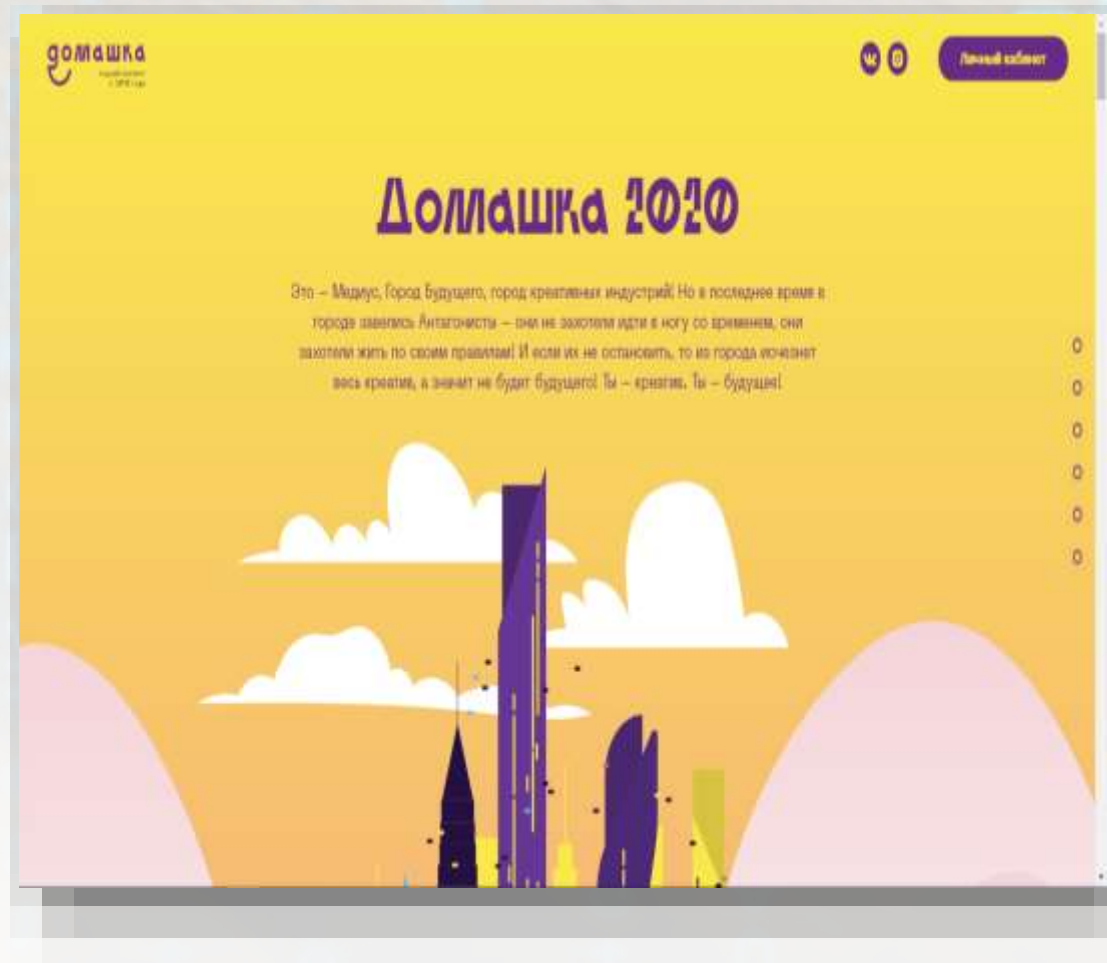 домашка
Личный кабинет
Домашка 2020
Это – Медиус, Город Будущего, город креативных индустрий! Но в последнее время в
городе завелись Антагонисты – они не захотели идти в ногу со временем, они
захотели жить по своим правилам! И если их не остановить, то из города исчезнет
весь креатив, а значит не будет будущего! Ты – креатив. Ты – будущее!